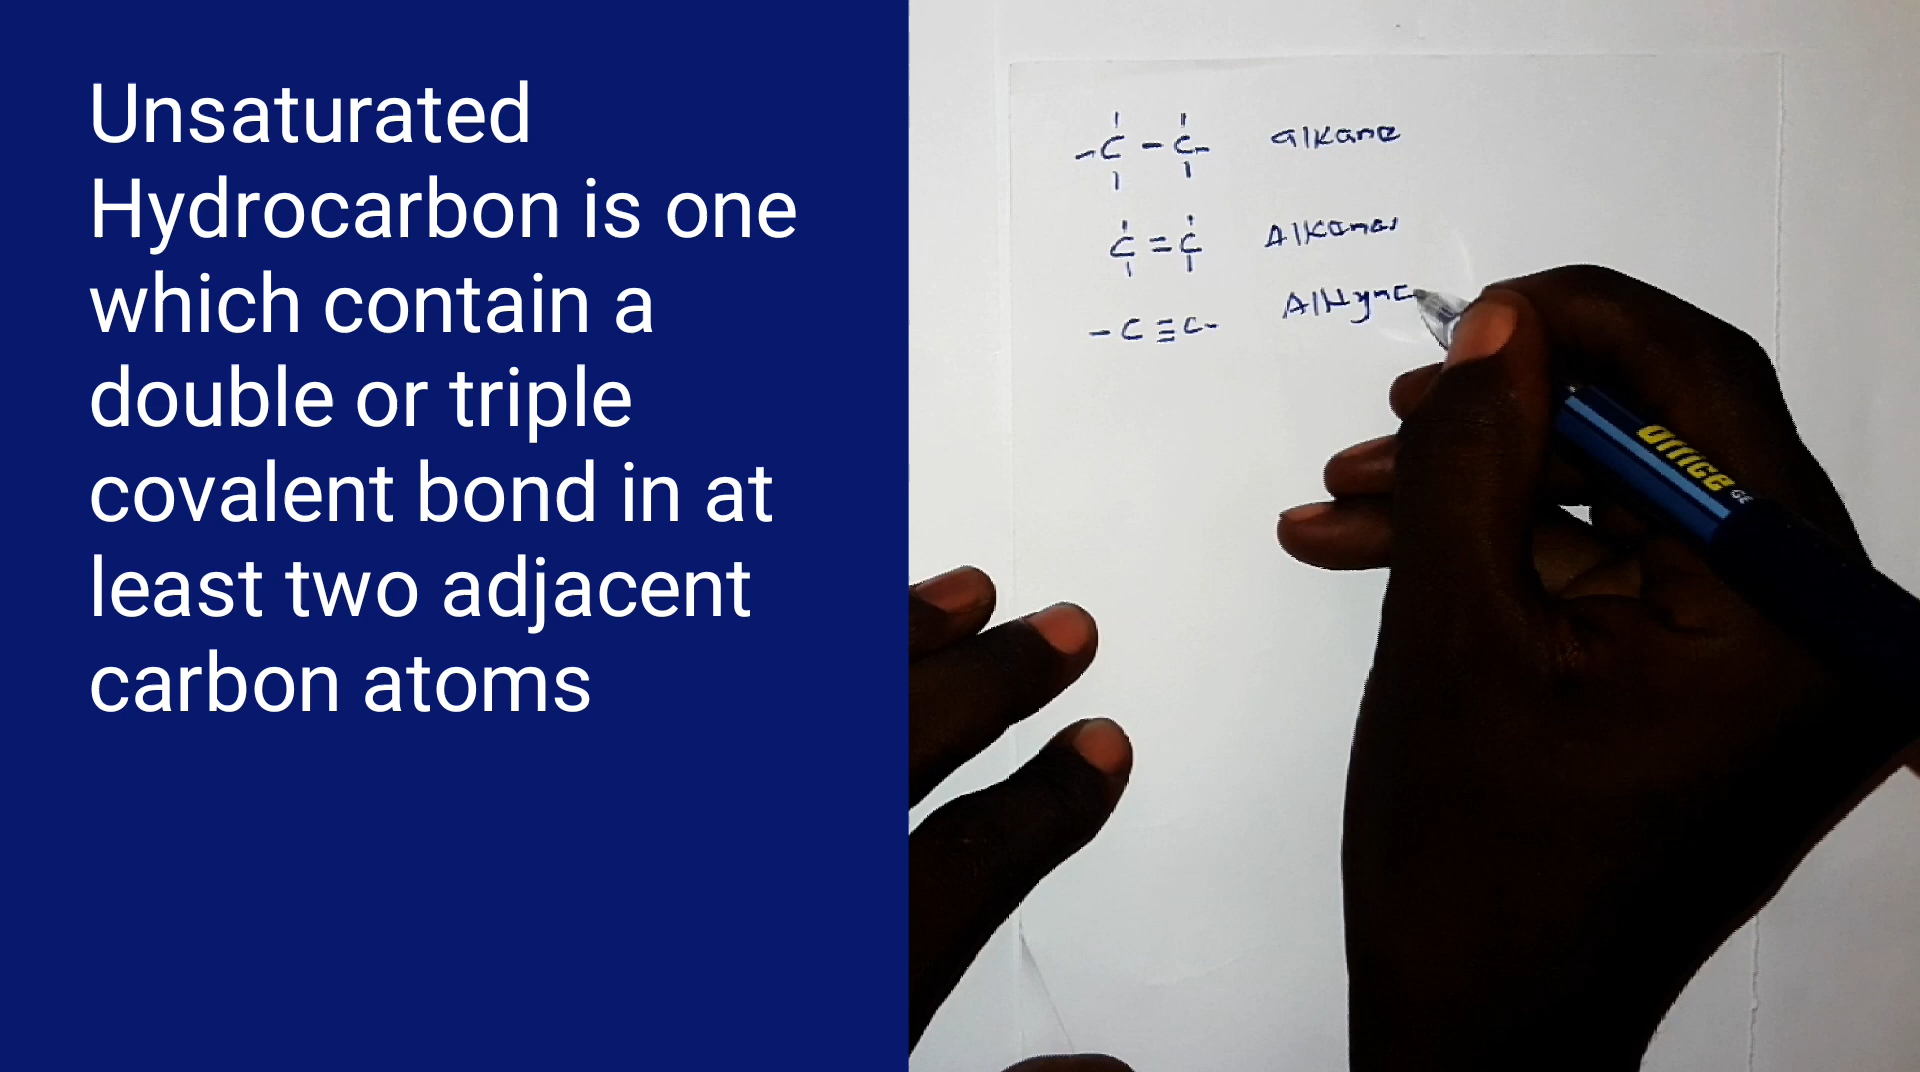 Unsaturated
Hydrocarbon is one
which contain a
double or triple
covalent bond in at
least two adjacent
carbon atoms
-C-C- alkane
C=C Alkanes
-C≡C- Alkyne
Office GE